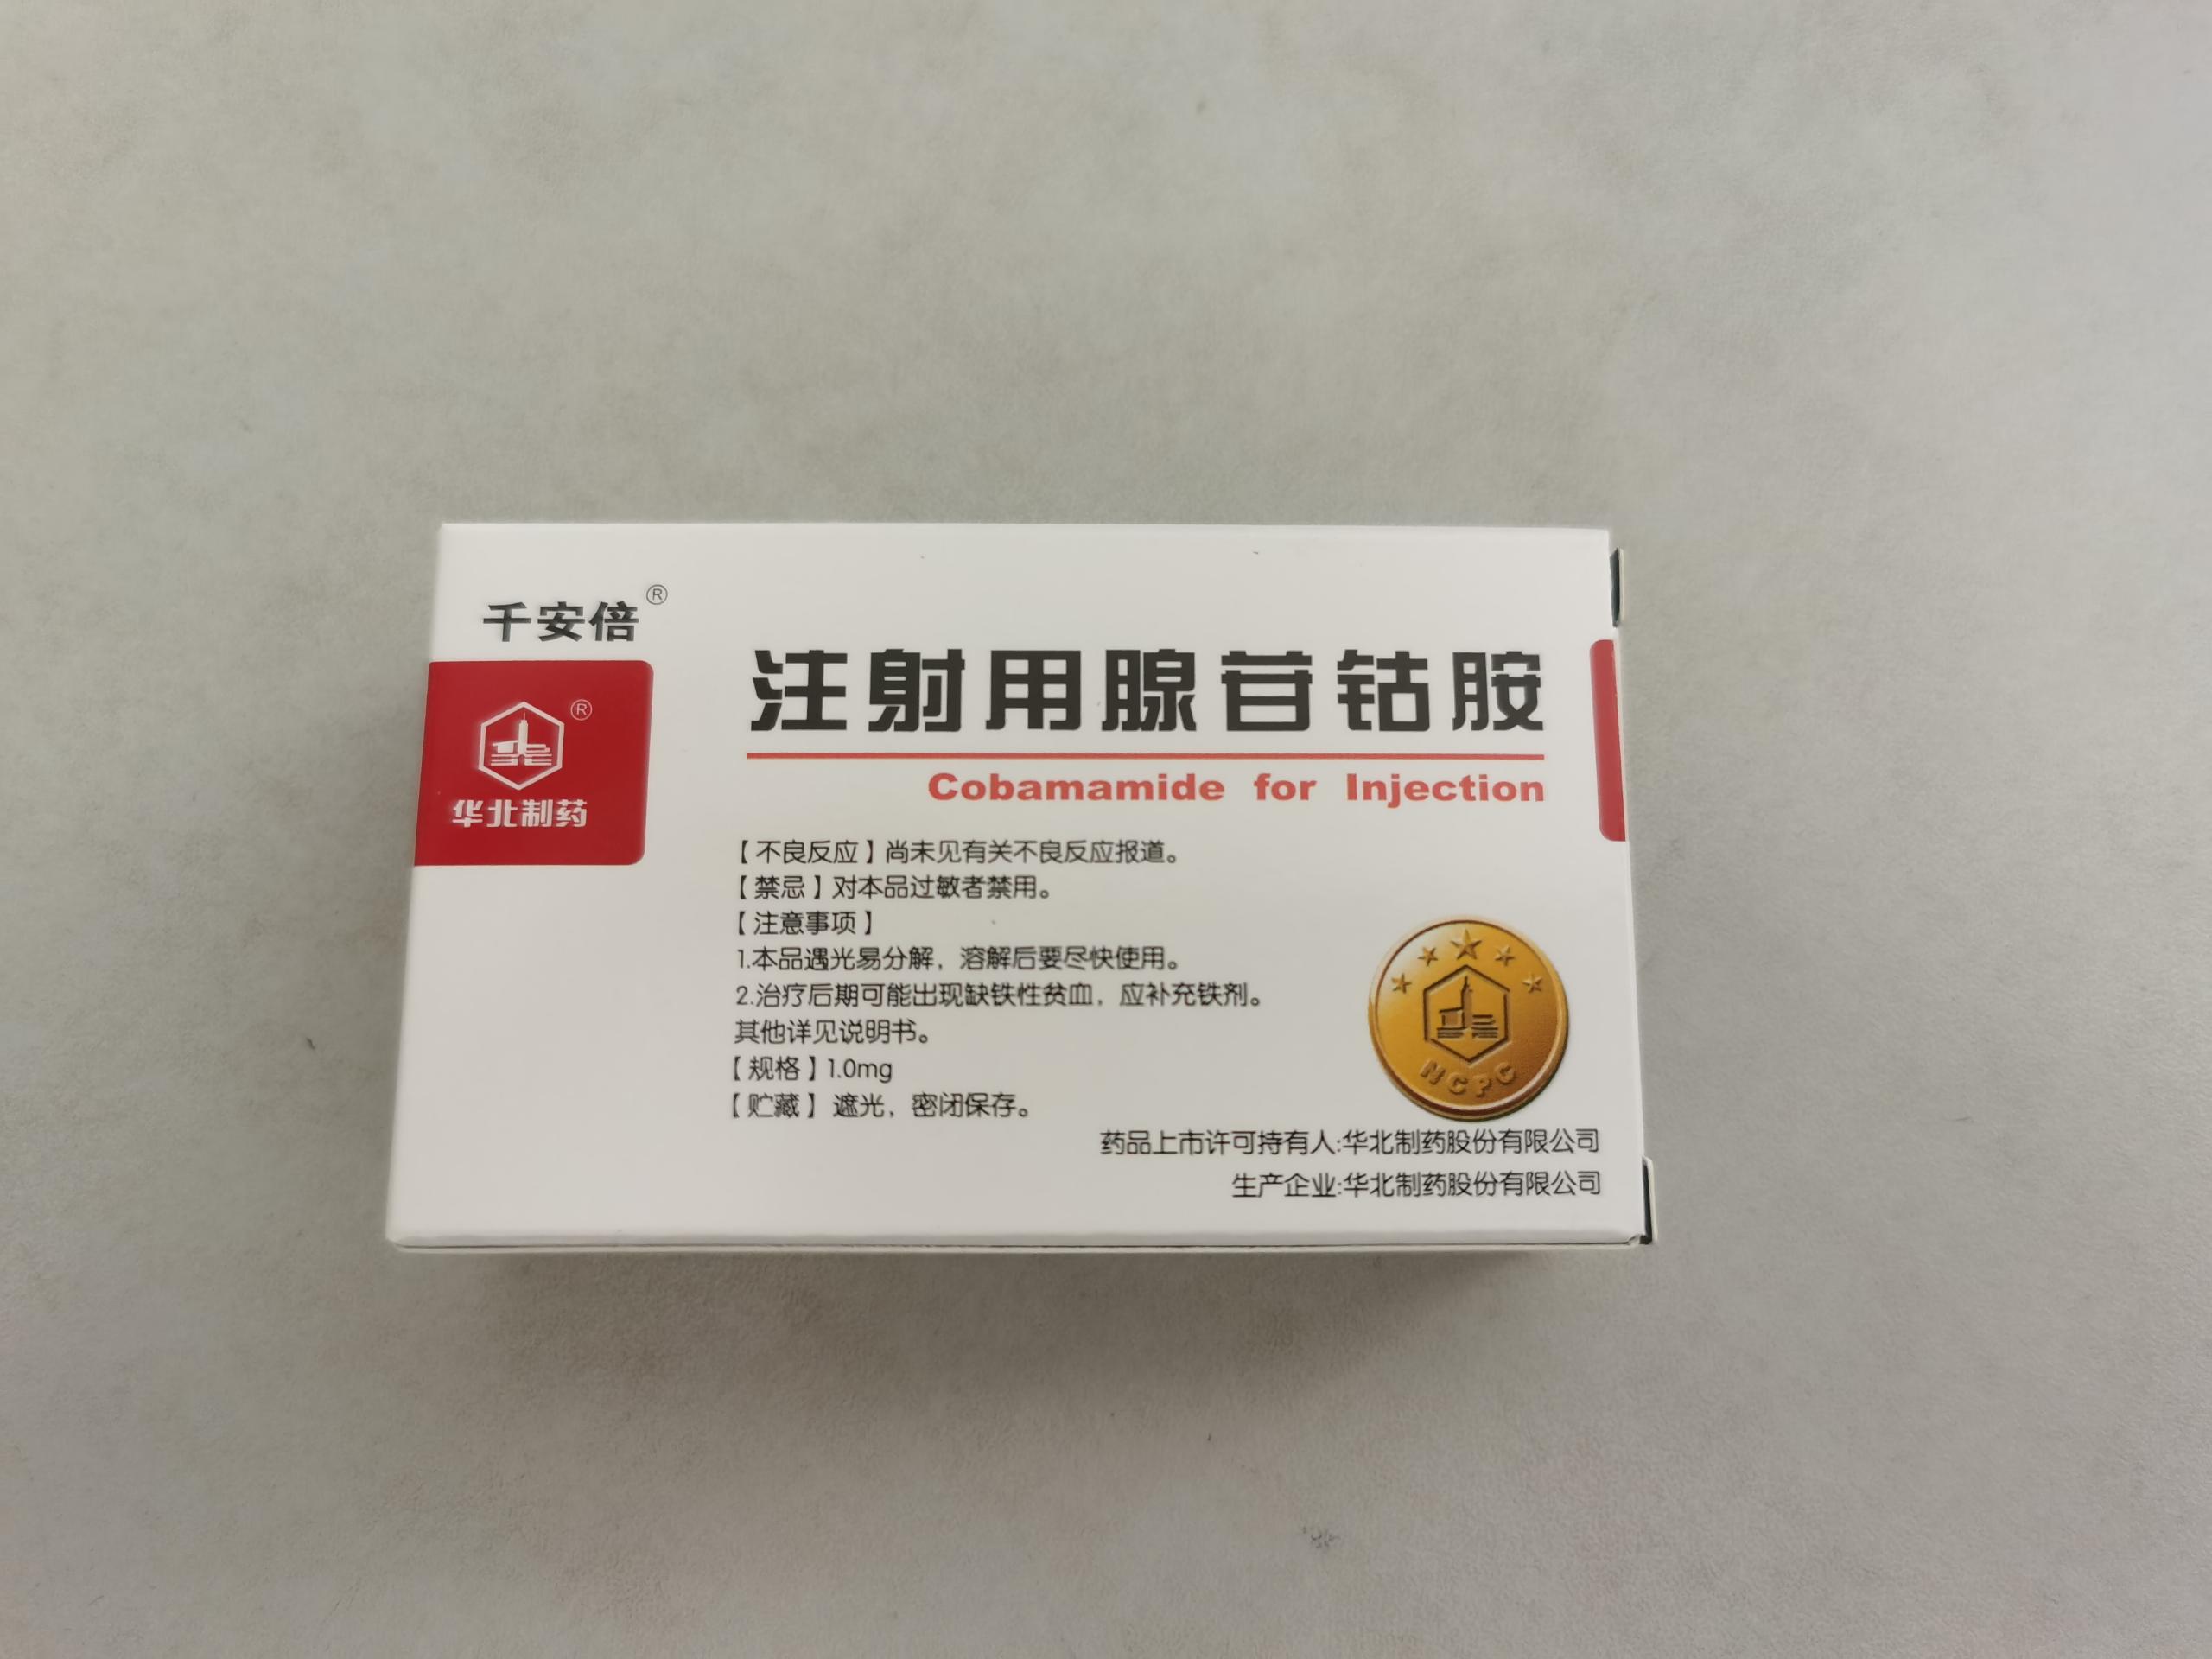 千安倍®
®
华北制药
注射用腺苷钴胺
Cobamamide for Injection
【不良反应】尚未见有关不良反应报道。
【禁忌】对本品过敏者禁用。
【注意事项】
1.本品遇光易分解，溶解后要尽快使用。
2.治疗后期可能出现缺铁性贫血，应补充铁剂。
其他详见说明书。
【规格】1.0mg
【贮藏】遮光，密闭保存。
NCPC
药品上市许可持有人:华北制药股份有限公司
生产企业:华北制药股份有限公司